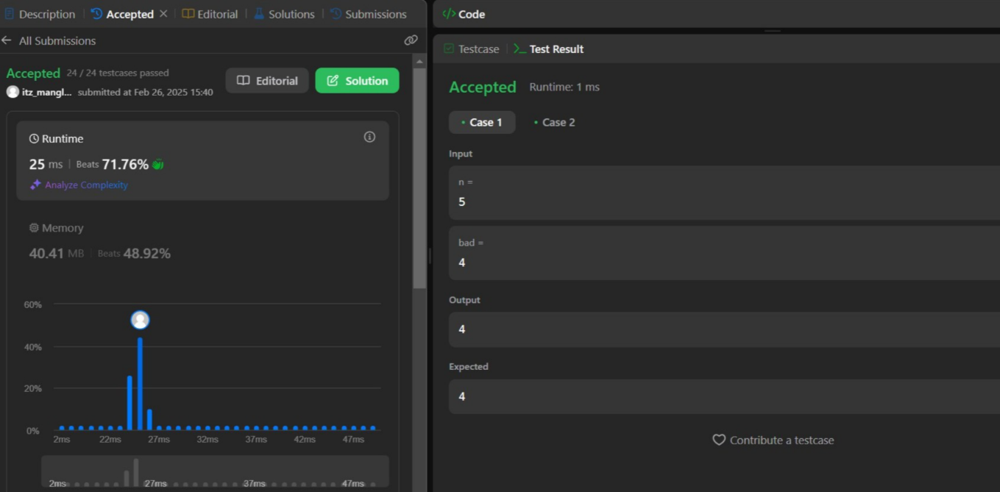 Description Accepted Editorial Solutions Submissions
All Submissions
Accepted 24 / 24 testcases passed
itz_mangl... submitted at Feb 26, 2025 15:40
Editorial
Solution
Runtime
25 ms Beats 71.76%
Analyze Complexity
Memory
40.41 MB Beats 48.92%
60%
40%
20%
0%
2ms 22ms 27ms 32ms 37ms 42ms 47ms
2ms 27ms 37ms 47ms
</> Code
Testcase >_ Test Result
Accepted Runtime: 1 ms
• Case 1 • Case 2
Input
n =
5
bad =
4
Output
4
Expected
4
Contribute a testcase